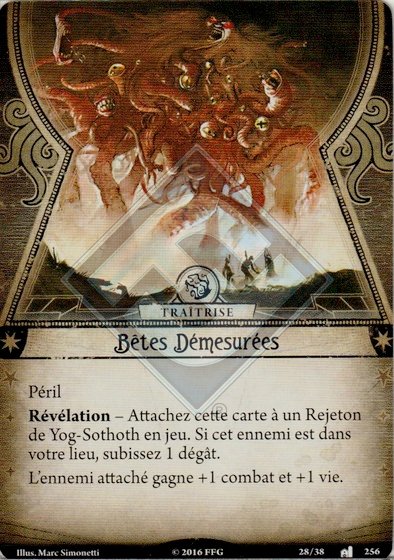 TRAÎTRISE
Bêtes Démesurées
Péril
Révélation – Attachez cette carte à un Rejeton
de Yog-Sothoth en jeu. Si cet ennemi est dans
votre lieu, subissez 1 dégât.
L'ennemi attaché gagne +1 combat et +1 vie.
Illus. Marc Simonetti © 2016 FFG 28/38 256